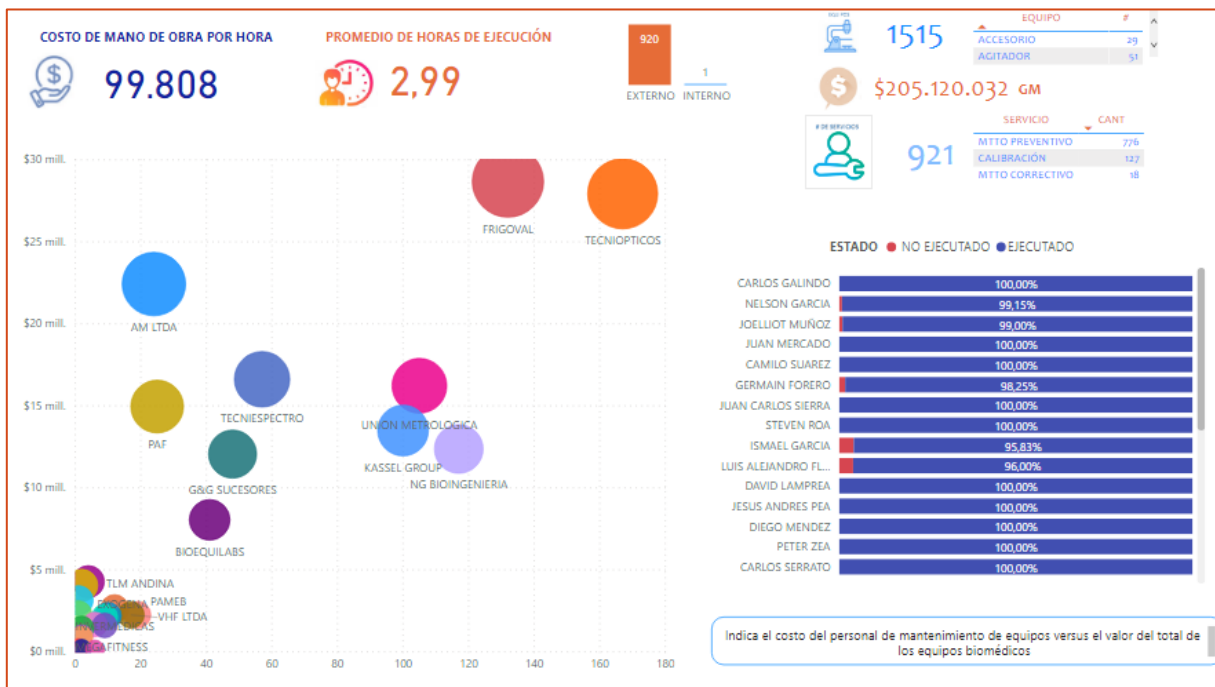 COSTO DE MANO DE OBRA POR HORA
99.808
PROMEDIO DE HORAS DE EJECUCIÓN
2,99
920
1
EXTERNO INTERNO
1515
EQUIPO #
ACCESORIO 29
AGITADOR 51
$205.120.032 GM
# DE SERVICIOS
921
SERVICIO CANT
MTTO PREVENTIVO 776
CALIBRACIÓN 127
MTTO CORRECTIVO 18
$30 mill.
$25 mill.
$20 mill.
$15 mill.
$10 mill.
$5 mill.
$0 mill.
0 20 40 60 80 100 120 140 160 180
FRIGOVAL
TECNIOPTICOS
AM LTDA
TECNIESPECTRO
PAF
UNION METROLOGICA
KASSEL GROUP
NG BIOINGENIERIA
G&G SUCESORES
BIOEQUILABS
TLM ANDINA
EXOGENA
PAMEB
VHF LTDA
ESTADO NO EJECUTADO EJECUTADO
CARLOS GALINDO 100,00%
NELSON GARCIA 99,15%
JOELLIOT MUÑOZ 99,00%
JUAN MERCADO 100,00%
CAMILO SUAREZ 100,00%
GERMAIN FORERO 98,25%
JUAN CARLOS SIERRA 100,00%
STEVEN ROA 100,00%
ISMAEL GARCIA 95,83%
LUIS ALEJANDRO FL... 96,00%
DAVID LAMPREA 100,00%
JESUS ANDRES PEA 100,00%
DIEGO MENDEZ 100,00%
PETER ZEA 100,00%
CARLOS SERRATO 100,00%
Indica el costo del personal de mantenimiento de equipos versus el valor del total de
los equipos biomédicos